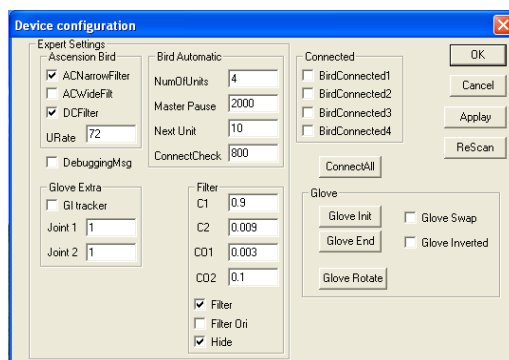 Device configuration
Expert Settings
Ascension Bird
ACNarrowFilter
ACWideFilt
DCFilter
URate 72
DebuggingMsg
Glove Extra
Gl tracker
Joint 1 1
Joint 2 1
Bird Automatic
NumOfUnits 4
Master Pause 2000
Next Unit 10
ConnectCheck 800
Filter
C1 0.9
C2 0.009
CO1 0.003
CO2 0.1
Filter
Filter Ori
Hide
Connected
BirdConnected1
BirdConnected2
BirdConnected3
BirdConnected4
ConnectAll
Glove
Glove Init
Glove End
Glove Rotate
Glove Swap
Glove Inverted
OK
Cancel
Applay
ReScan